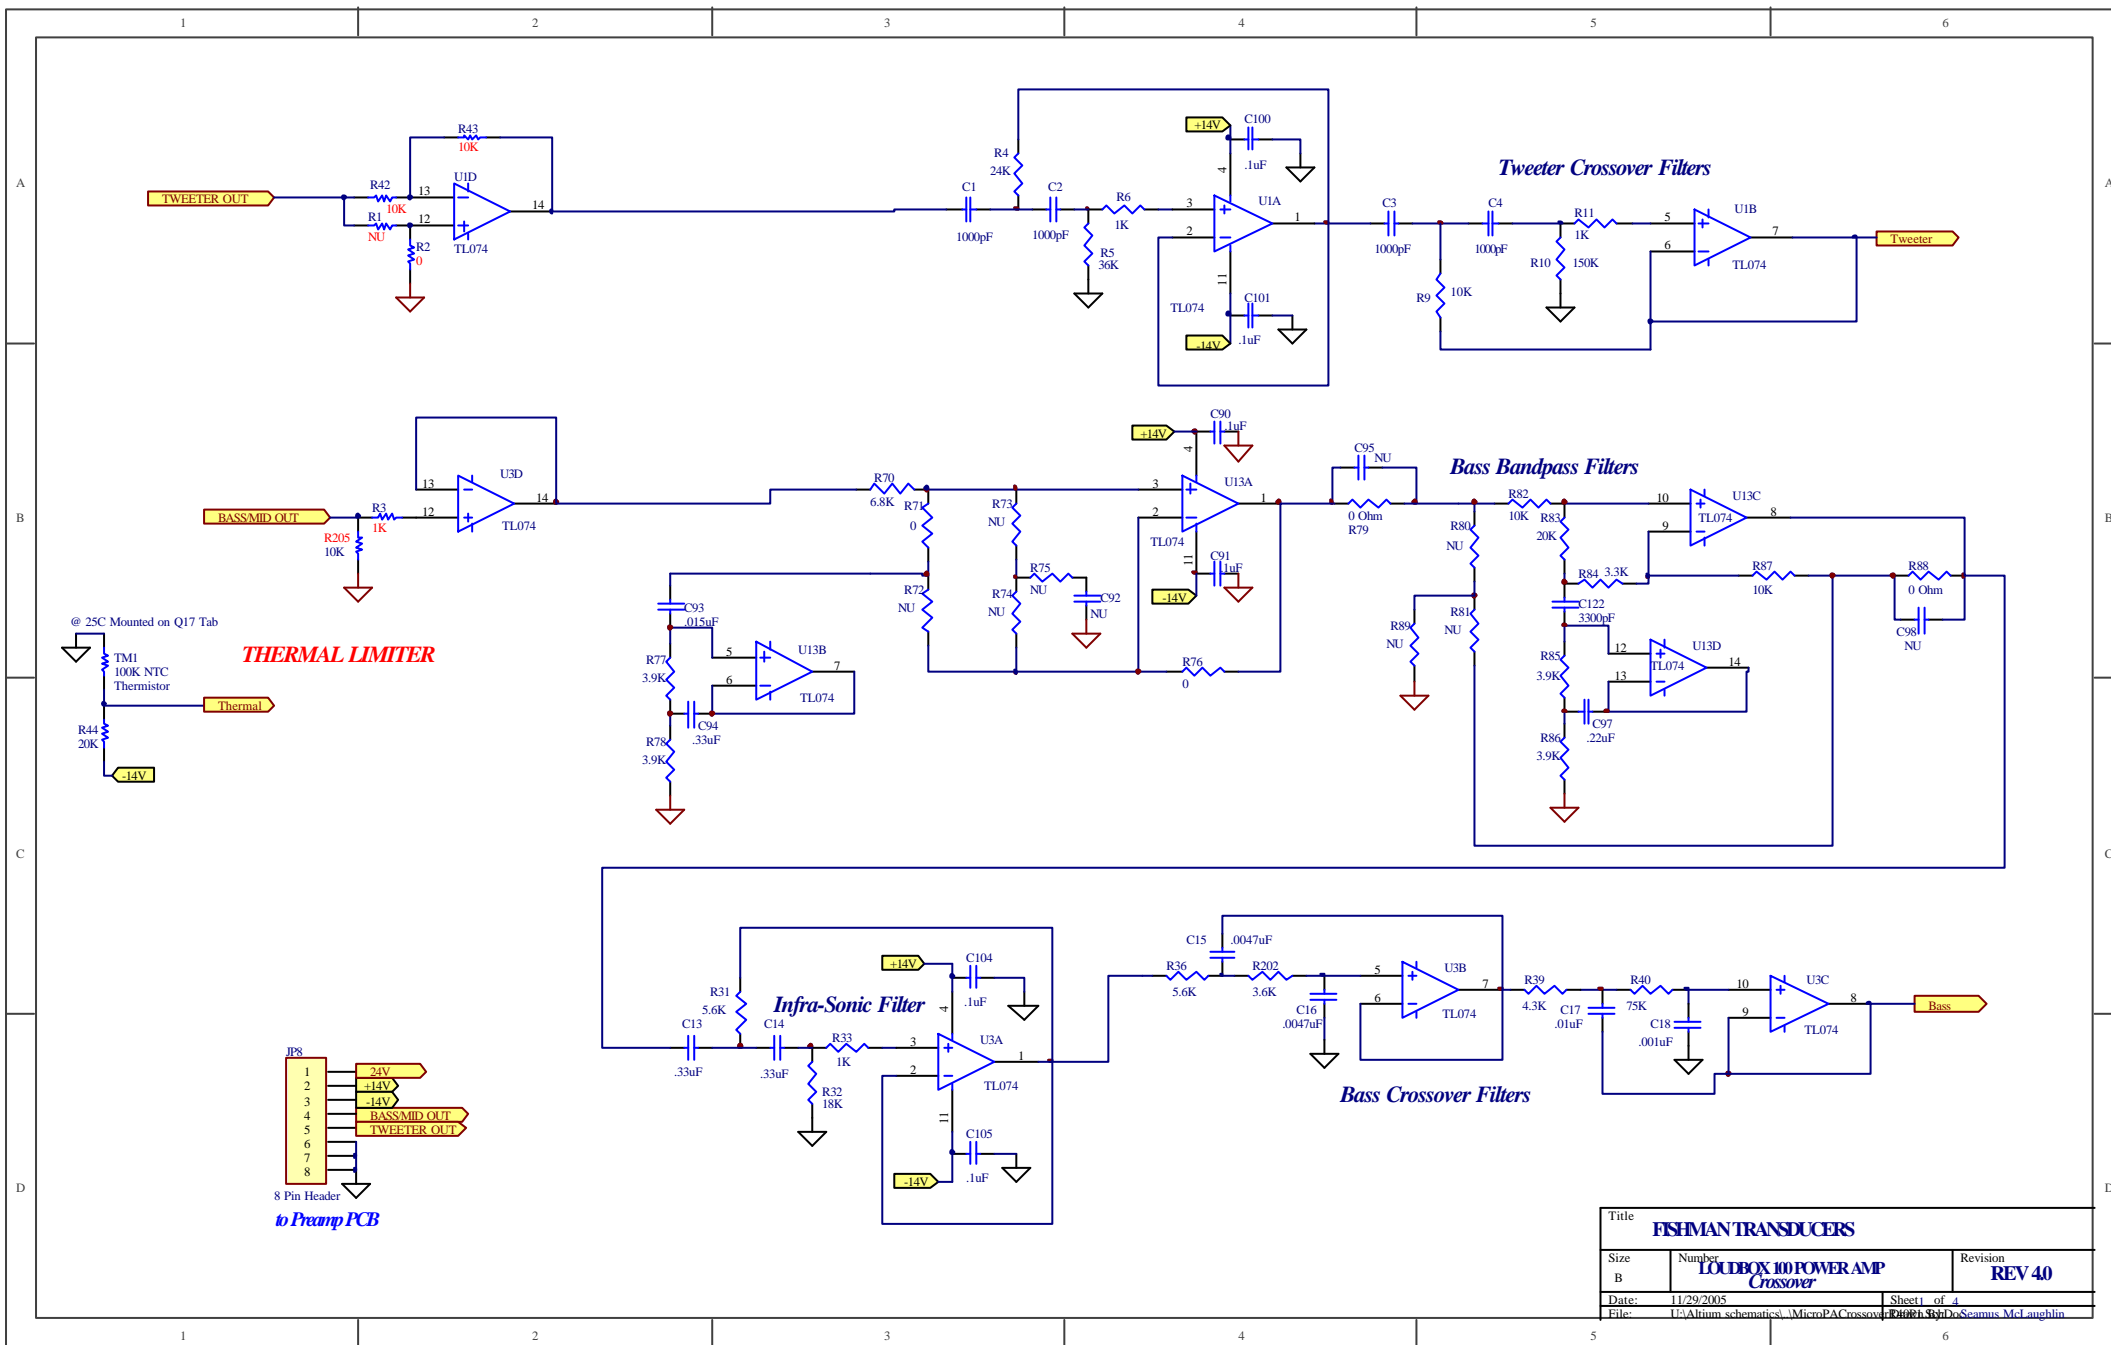 1 2 3 4 5 6
A
B
C
D
A
B
C
D
TWEETER OUT
R42
10K
R1
NU
R2
0
R43
10K
13
12
14
U1D
TL074
C1
1000pF
R4
24K
C2
1000pF
R6
1K
R5
36K
+14V
C100
.1uF
4
3
2
1
11
U1A
TL074
C101
.1uF
-14V
Tweeter Crossover Filters
C3
1000pF
C4
1000pF
R9
10K
R11
1K
R10
150K
5
6
7
U1B
TL074
Tweeter
BASS/MID OUT
R205
10K
R3
1K
13
12
14
U3D
TL074
R70
6.8K
R71
0
R72
NU
R73
NU
R74
NU
R75
NU
C92
NU
C93
.015uF
R77
3.9K
C94
.33uF
R78
3.9K
5
6
7
U13B
TL074
+14V
C90
.1uF
4
3
2
1
11
U13A
TL074
C91
.1uF
-14V
R76
0
C95
NU
0 Ohm
R79
Bass Bandpass Filters
R80
NU
R81
NU
R89
NU
R82
10K
R83
20K
R84 3.3K
C122
3300pF
R85
3.9K
C97
.22uF
R86
3.9K
10
9
8
U13C
TL074
R87
10K
R88
0 Ohm
C98
NU
12
13
14
U13D
TL074
@ 25C Mounted on Q17 Tab
TM1
100K NTC
Thermistor
THERMAL LIMITER
Thermal
R44
20K
-14V
Infra-Sonic Filter
R31
5.6K
C13
.33uF
C14
.33uF
R33
1K
R32
18K
+14V
C104
.1uF
4
3
2
1
11
U3A
TL074
C105
.1uF
-14V
R36
5.6K
C15
.0047uF
R202
3.6K
C16
.0047uF
5
6
7
U3B
TL074
Bass Crossover Filters
R39
4.3K
C17
.01uF
R40
75K
C18
.001uF
10
9
8
U3C
TL074
Bass
JP8
1 24V
2 +14V
3 -14V
4 BASS/MID OUT
5 TWEETER OUT
6
7
8
8 Pin Header
to Preamp PCB
Title
FISHMAN TRANSDUCERS
Size
B
Number
LOUDBOX 100 POWER AMP
Crossover
Revision
REV 4.0
Date: 11/29/2005
Sheet 1 of 4
File: U:\Altium schematics\..\MicroPACrossover
Seamus McLaughlin
1 2 3 4 5 6